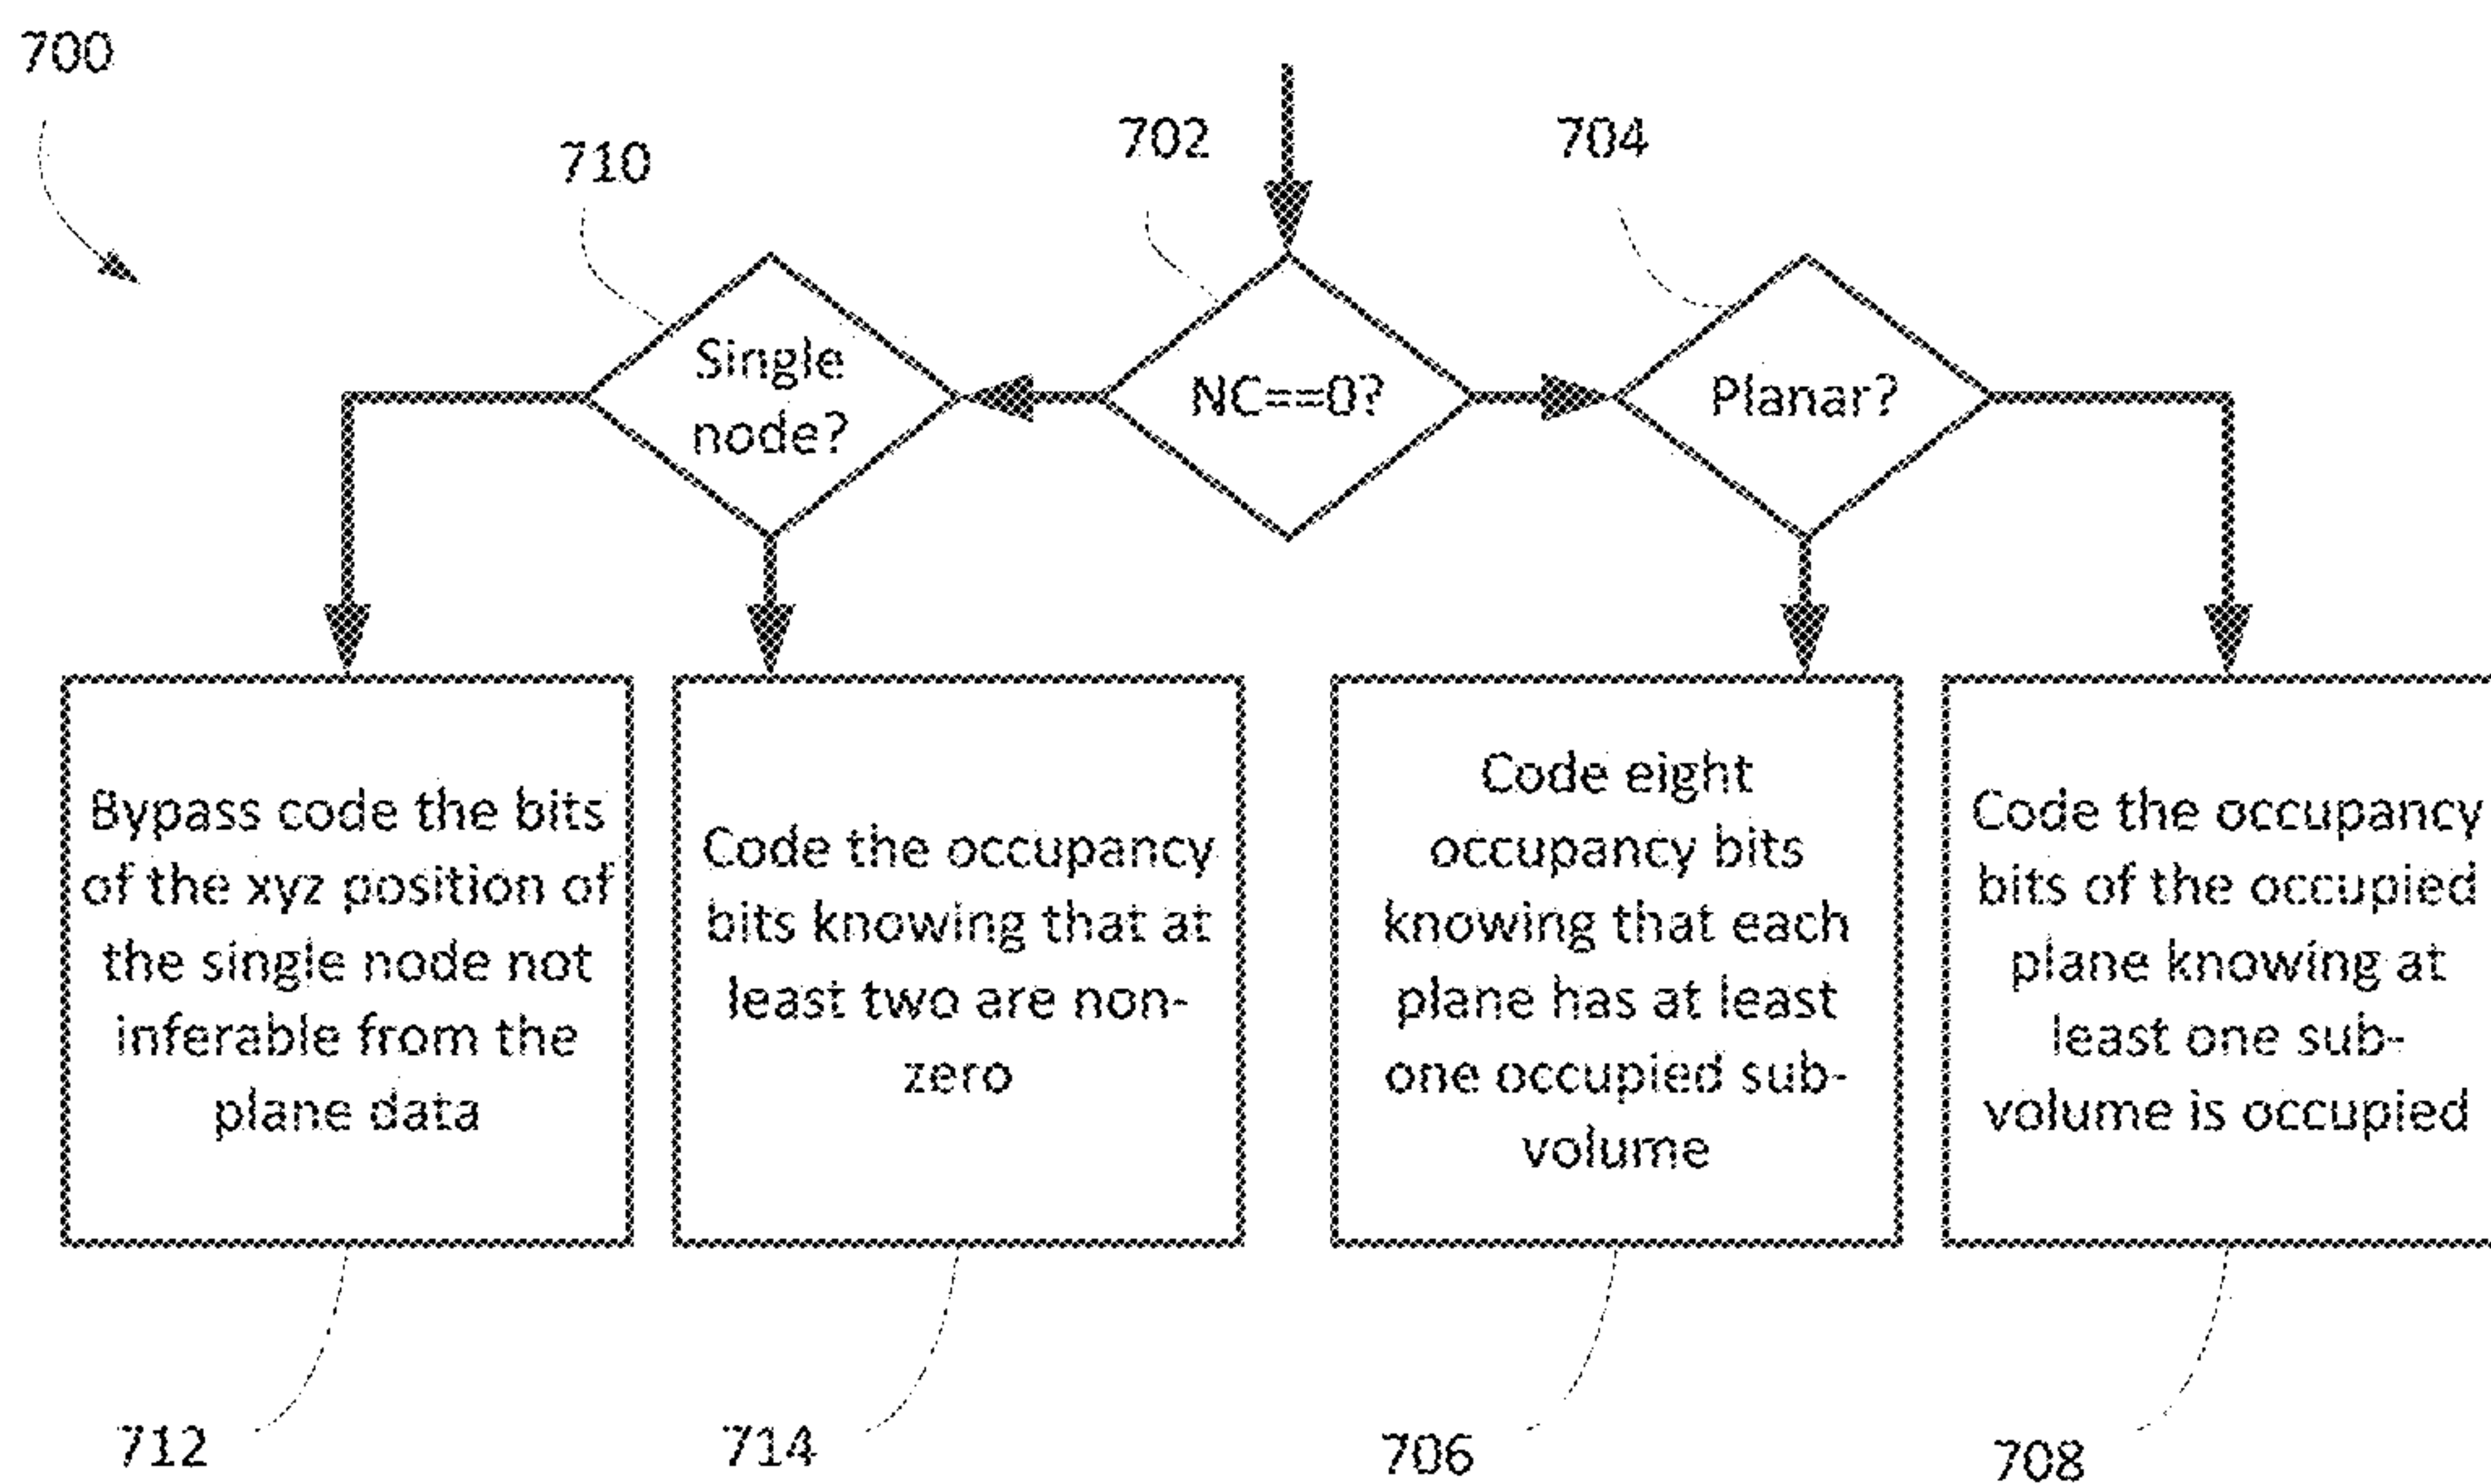 700
710
702
704
Single
node?
NC==0?
Planar?
Bypass code the bits
of the xyz position of
the single node not
inferable from the
plane data
Code the occupancy
bits knowing that at
least two are non-
zero
Code eight
occupancy bits
knowing that each
plane has at least
one occupied sub-
volume
Code the occupancy
bits of the occupied
plane knowing at
least one sub-
volume is occupied
712
714
706
708